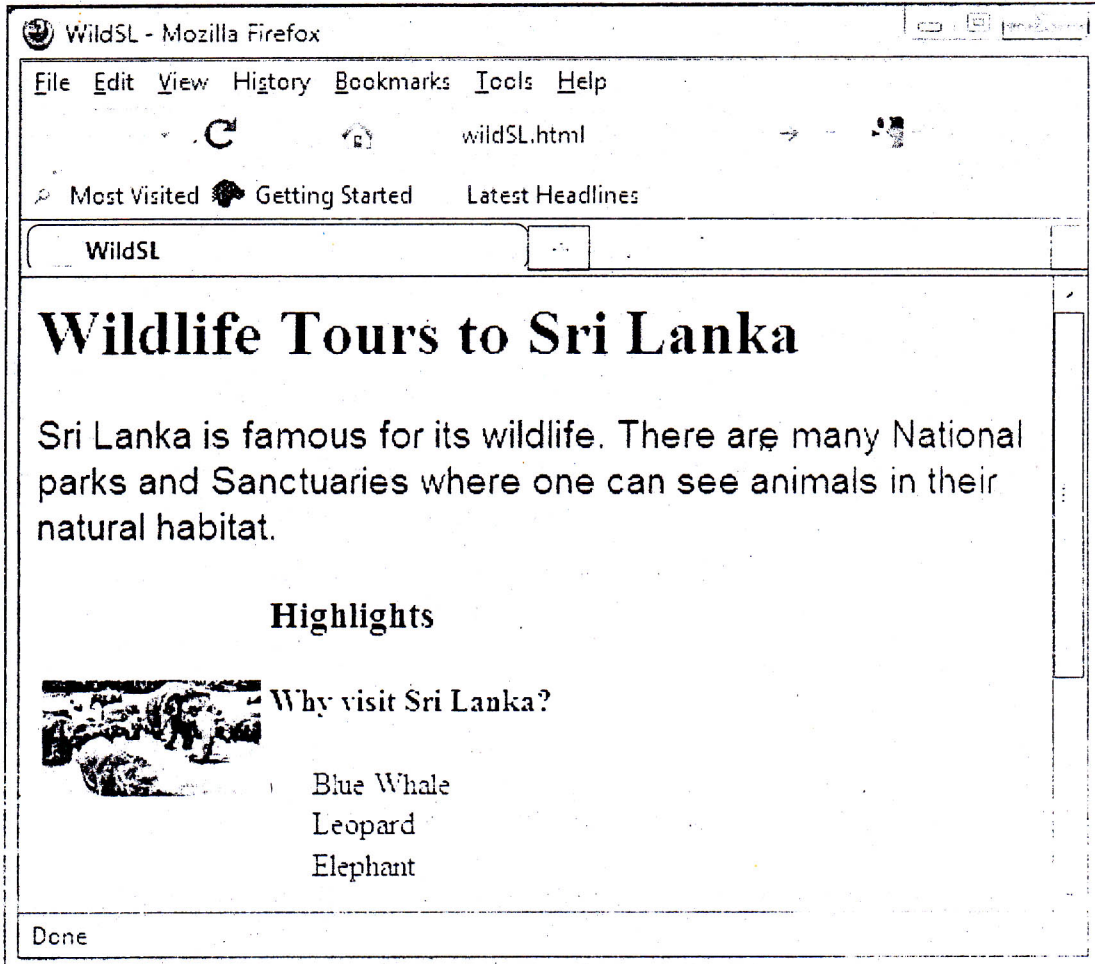 WildSL - Mozilla Firefox
File Edit View History Bookmarks Tools Help
wildSL.html
Most Visited Getting Started Latest Headlines
WildSL
Wildlife Tours to Sri Lanka
Sri Lanka is famous for its wildlife. There are many National
parks and Sanctuaries where one can see animals in their
natural habitat.
Highlights
Why visit Sri Lanka?
Blue Whale
Leopard
Elephant
Done